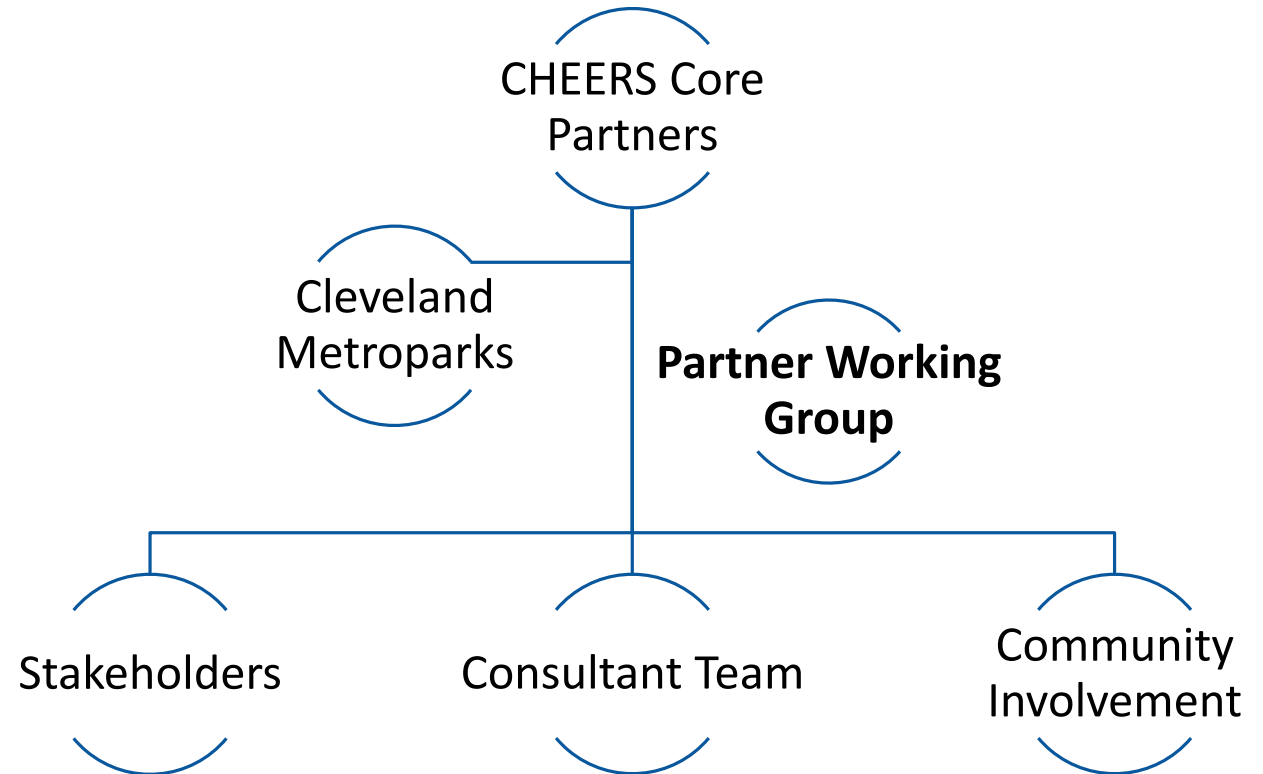 CHEERS Core
Partners
Cleveland
Metroparks
Partner Working
Group
Stakeholders
Consultant Team
Community
Involvement